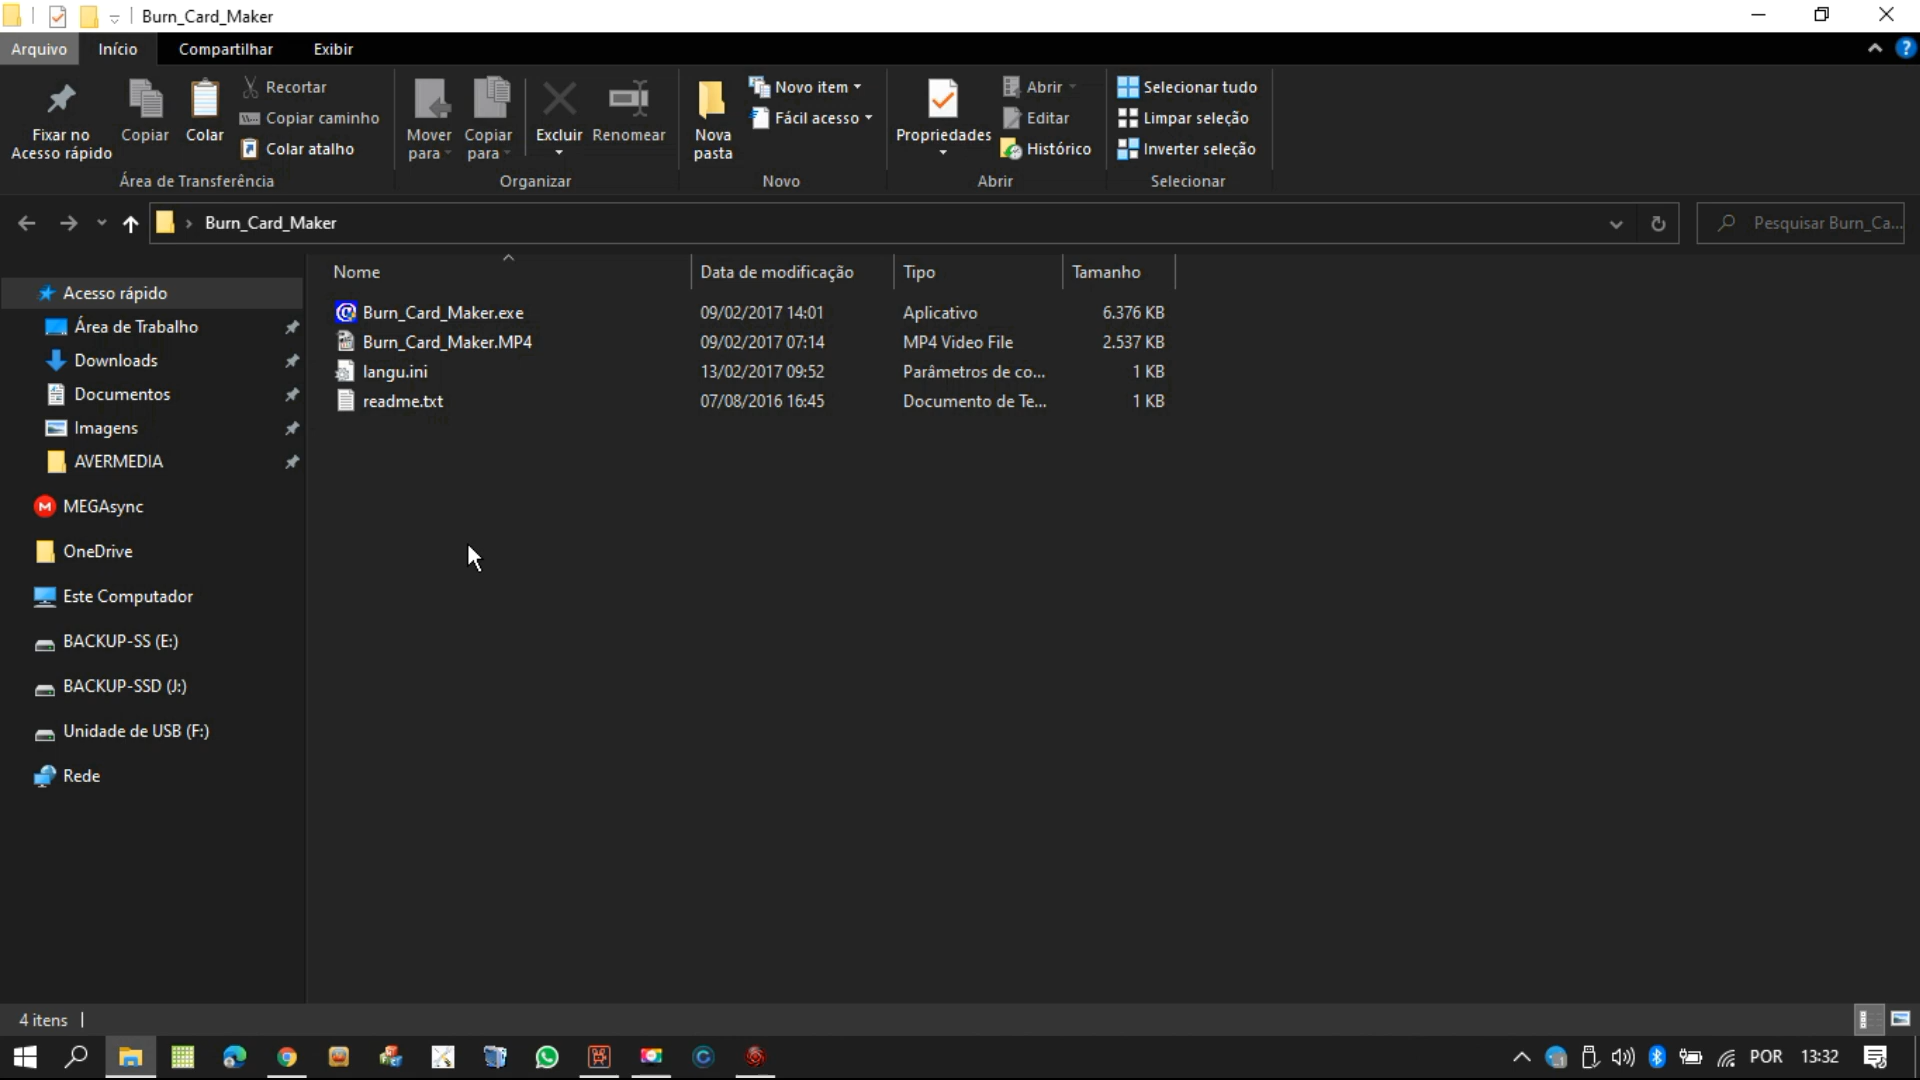 Burn_Card_Maker
Arquivo Início Compartilhar Exibir
Fixar no
Acesso rápido
Copiar
Colar
Recortar
Copiar caminho
Colar atalho
Área de Transferência
Mover
para
Copiar
para
Excluir
Renomear
Organizar
Nova
pasta
Novo item
Fácil acesso
Novo
Propriedades
Abrir
Editar
Histórico
Abrir
Selecionar tudo
Limpar seleção
Inverter seleção
Selecionar
Burn_Card_Maker
Pesquisar Burn_Ca...
Nome Data de modificação Tipo Tamanho
Burn_Card_Maker.exe 09/02/2017 14:01 Aplicativo 6.376 KB
Burn_Card_Maker.MP4 09/02/2017 07:14 MP4 Video File 2.537 KB
langu.ini 13/02/2017 09:52 Parâmetros de co... 1 KB
readme.txt 07/08/2016 16:45 Documento de Te... 1 KB
Acesso rápido
Área de Trabalho
Downloads
Documentos
Imagens
AVERMEDIA
MEGAsync
OneDrive
Este Computador
BACKUP-SS (E:)
BACKUP-SSD (J:)
Unidade de USB (F:)
Rede
4 itens
POR 13:32